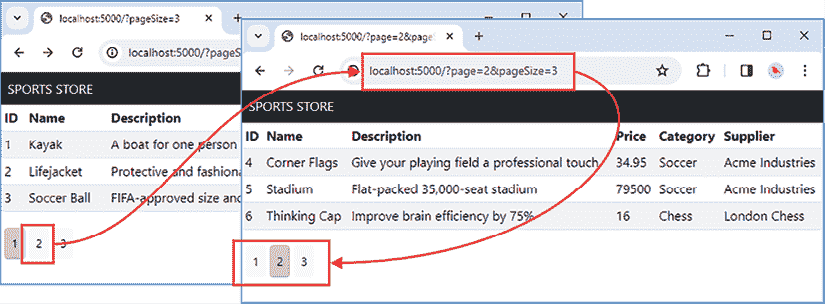 localhost:5000/?pageSize=3
localhost:5000/?pageSize
SPORTS STORE
ID Name Description
1 Kayak A boat for one person
2 Lifejacket Protective and fashiona
3 Soccer Ball FIFA-approved size and
1 2 3
localhost:5000/?page=2&pageS
localhost:5000/?page=2&pageSize=3
SPORTS STORE
ID Name Description Price Category Supplier
4 Corner Flags Give your playing field a professional touch 34.95 Soccer Acme Industries
5 Stadium Flat-packed 35,000-seat stadium 79500 Soccer Acme Industries
6 Thinking Cap Improve brain efficiency by 75% 16 Chess London Chess
1 2 3